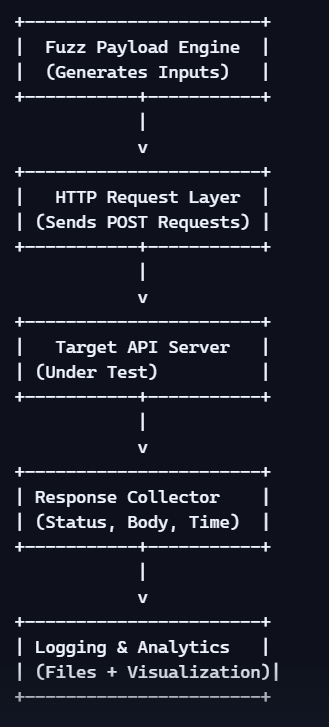 Fuzz Payload Engine
(Generates Inputs)
HTTP Request Layer
(Sends POST Requests)
Target API Server
(Under Test)
Response Collector
(Status, Body, Time)
Logging & Analytics
(Files + Visualization)